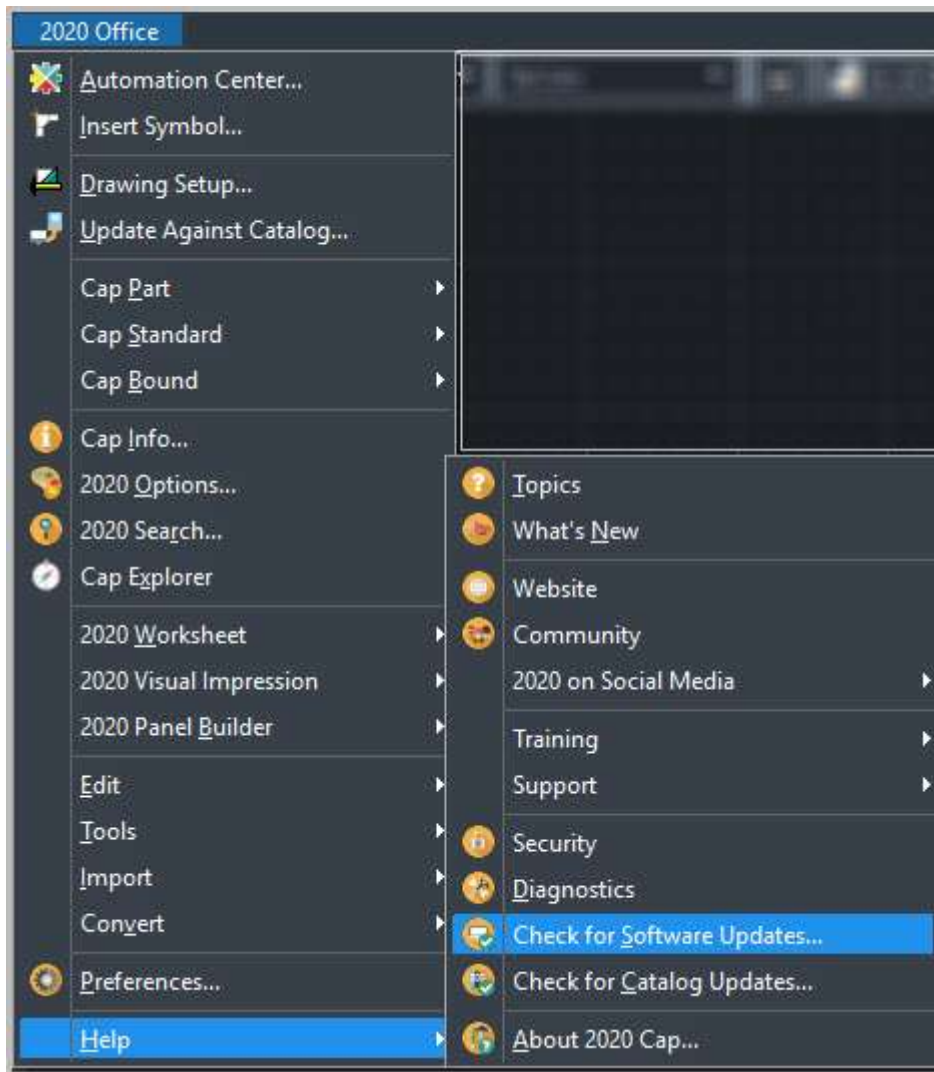 2020 Office
Automation Center...
Insert Symbol...
Drawing Setup...
Update Against Catalog...
Cap Part
Cap Standard
Cap Bound
Cap Info...
2020 Options...
2020 Search...
Cap Explorer
2020 Worksheet
2020 Visual Impression
2020 Panel Builder
Edit
Tools
Import
Convert
Preferences...
Help
Topics
What's New
Website
Community
2020 on Social Media
Training
Support
Security
Diagnostics
Check for Software Updates...
Check for Catalog Updates...
About 2020 Cap...